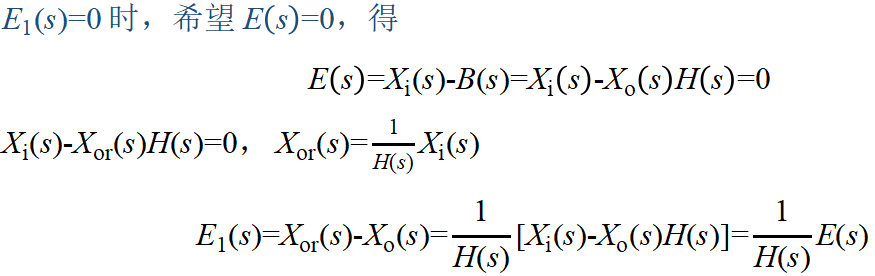 E₁(s)=0 时，希望 E(s)=0，得
E(s)=Xᵢ(s)-B(s)=Xᵢ(s)-Xₒ(s)H(s)=0
Xᵢ(s)-Xₒᵣ(s)H(s)=0， Xₒᵣ(s)=1/H(s) Xᵢ(s)
E₁(s)=Xₒᵣ(s)-Xₒ(s)=1/H(s) [Xᵢ(s)-Xₒ(s)H(s)]=1/H(s) E(s)